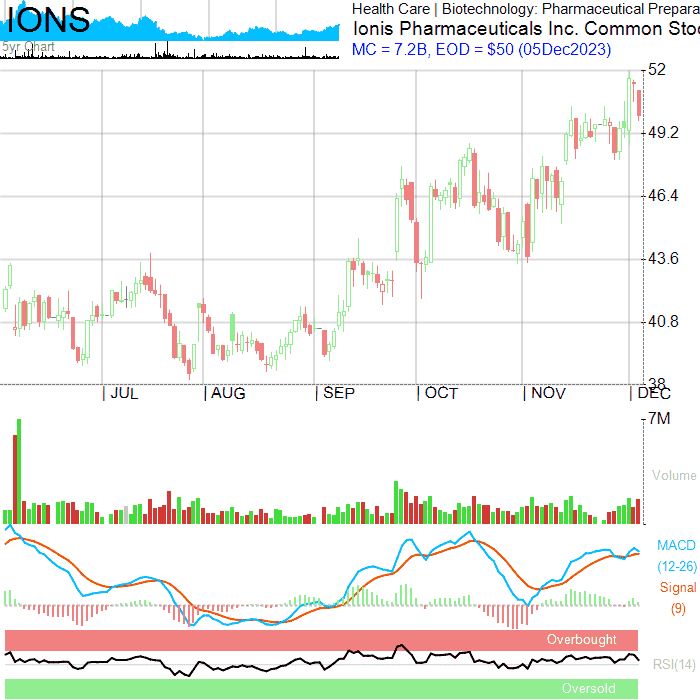 IONS
5yr Chart
Health Care | Biotechnology: Pharmaceutical Prepara
Ionis Pharmaceuticals Inc. Common Stoc
MC = 7.2B, EOD = $50 (05Dec2023)
52
49.2
46.4
43.6
40.8
38
JUL AUG SEP OCT NOV DEC
7M
Volume
MACD
(12-26)
Signal
(9)
Overbought
RSI(14)
Oversold